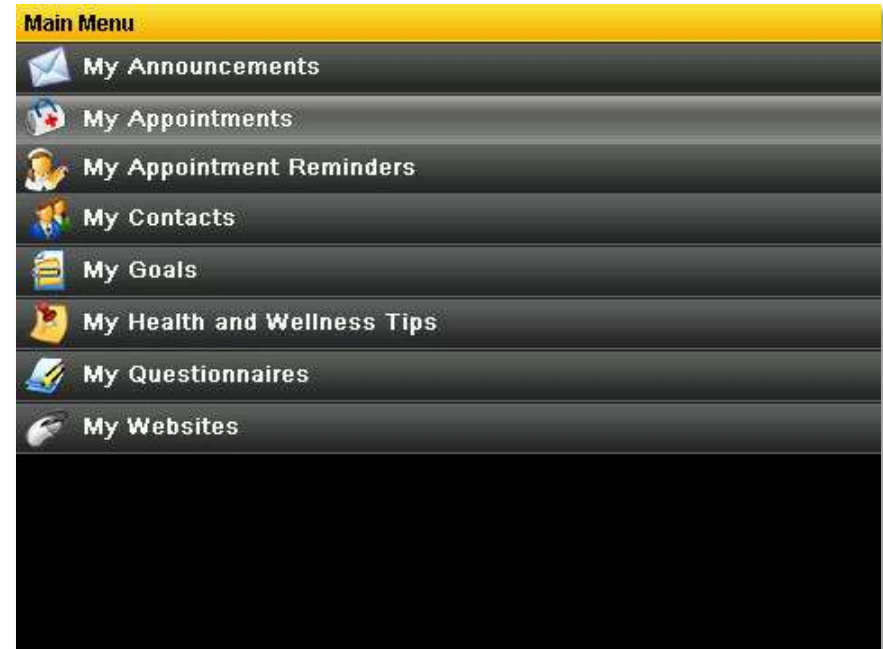 Main Menu
My Announcements
My Appointments
My Appointment Reminders
My Contacts
My Goals
My Health and Wellness Tips
My Questionnaires
My Websites